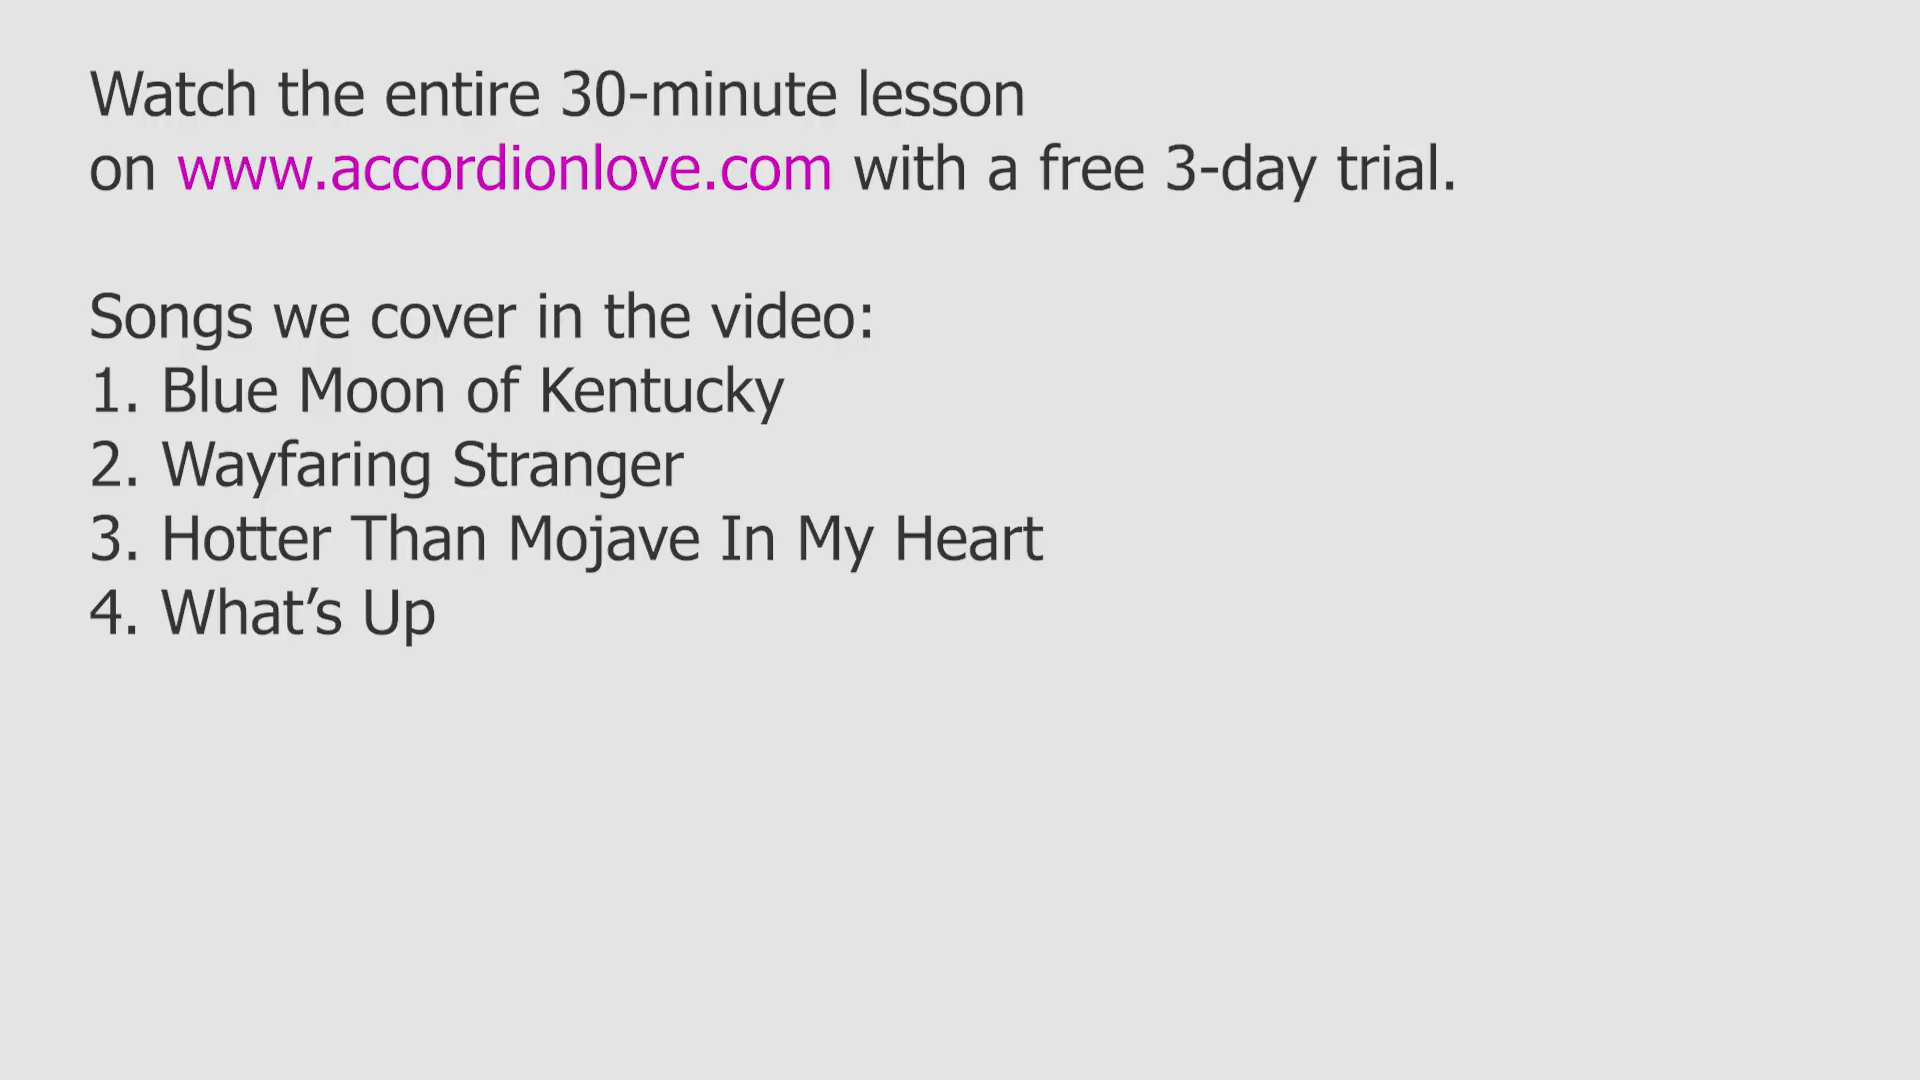 Watch the entire 30-minute lesson
on www.accordionlove.com with a free 3-day trial.
Songs we cover in the video:
1. Blue Moon of Kentucky
2. Wayfaring Stranger
3. Hotter Than Mojave In My Heart
4. What’s Up